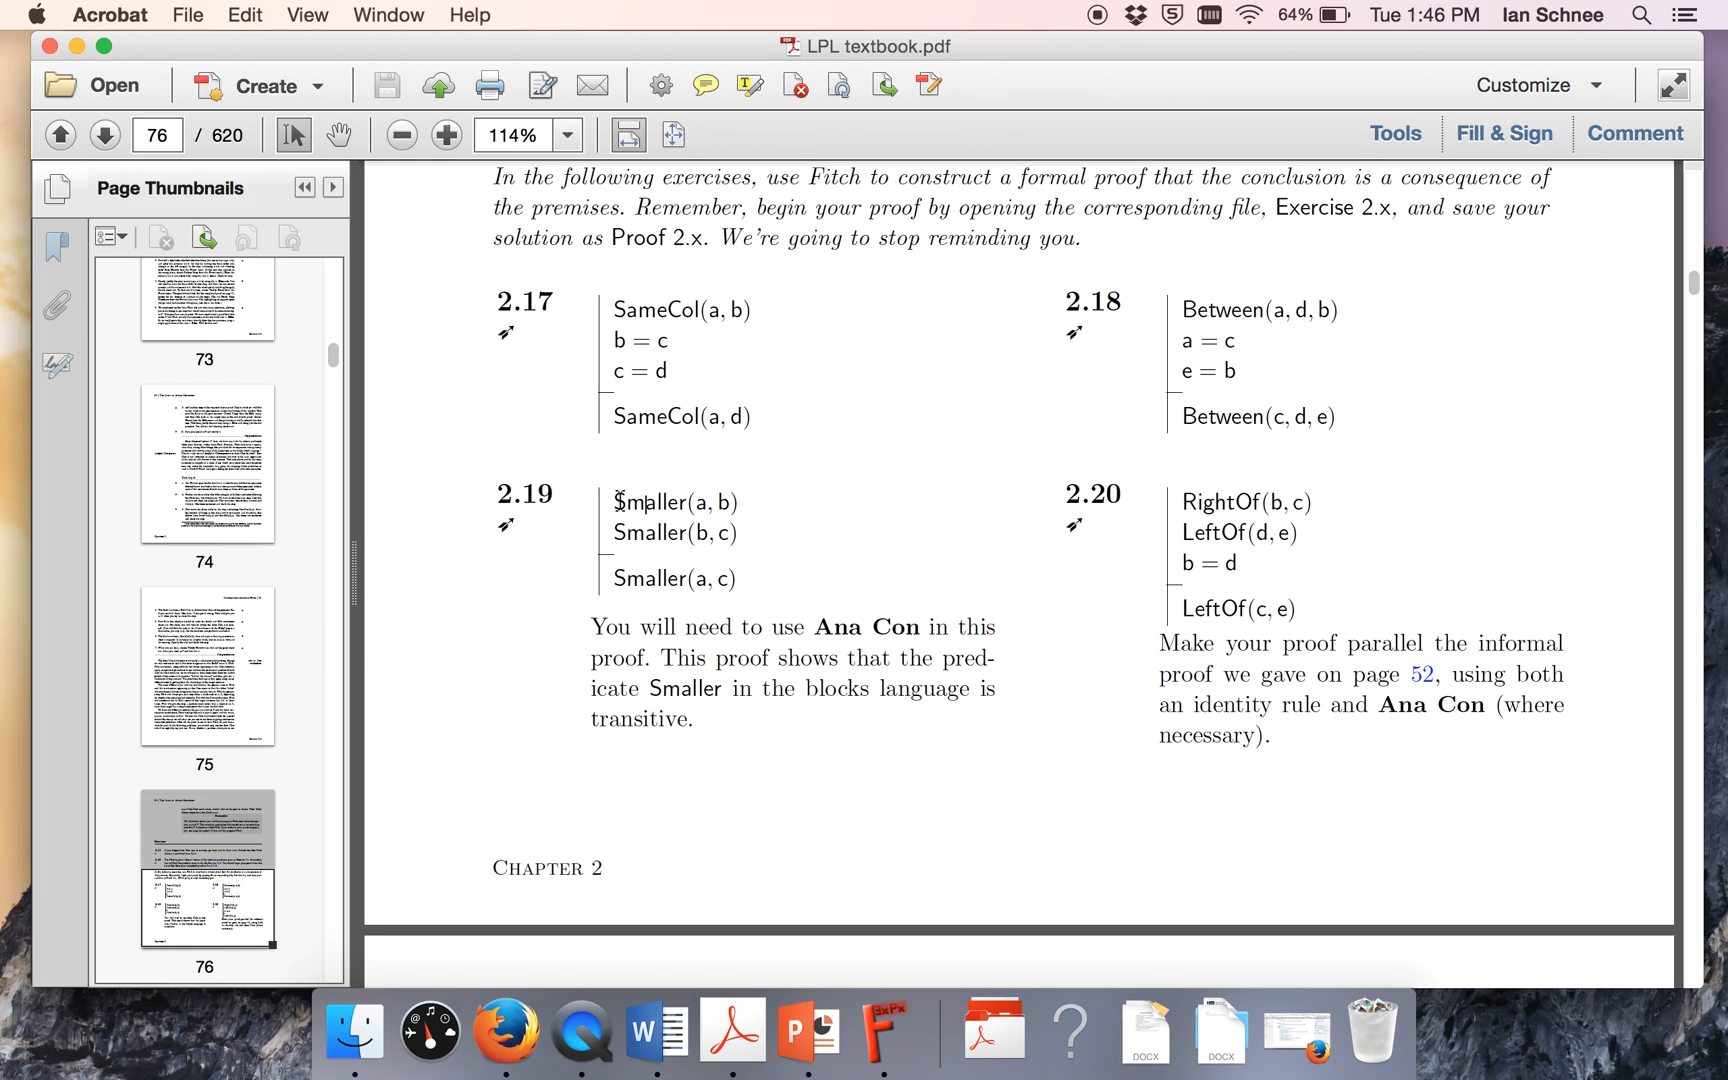 Acrobat File Edit View Window Help 64% Tue 1:46 PM Ian Schnee
LPL textbook.pdf
Open Create Customize
76 / 620 114% Tools Fill & Sign Comment
Page Thumbnails
73
74
75
76
In the following exercises, use Fitch to construct a formal proof that the conclusion is a consequence of
the premises. Remember, begin your proof by opening the corresponding file, Exercise 2.x, and save your
solution as Proof 2.x. We're going to stop reminding you.
2.17
SameCol(a, b)
b = c
c = d
SameCol(a, d)
2.18
Between(a, d, b)
a = c
e = b
Between(c, d, e)
2.19
Smaller(a, b)
Smaller(b, c)
Smaller(a, c)
You will need to use Ana Con in this
proof. This proof shows that the pred-
icate Smaller in the blocks language is
transitive.
2.20
RightOf(b, c)
LeftOf(d, e)
b = d
LeftOf(c, e)
Make your proof parallel the informal
proof we gave on page 52, using both
an identity rule and Ana Con (where
necessary).
Chapter 2
DOCX
DOCX